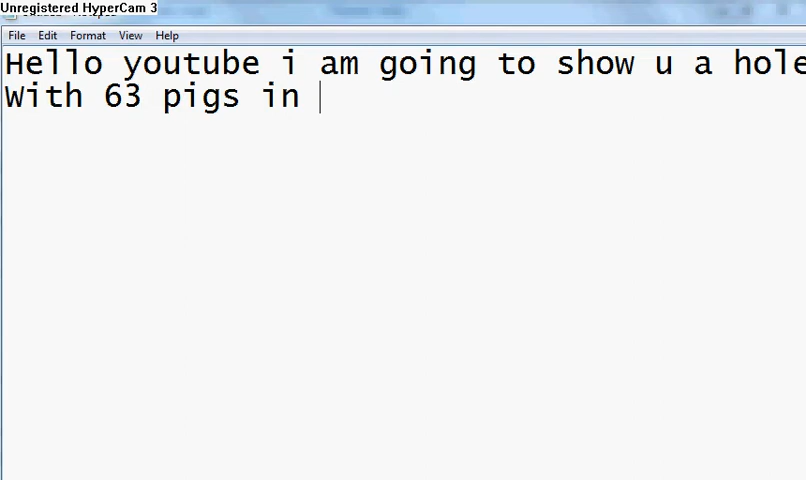 Unregistered HyperCam 3
File Edit Format View Help
Hello youtube i am going to show u a hole
With 63 pigs in